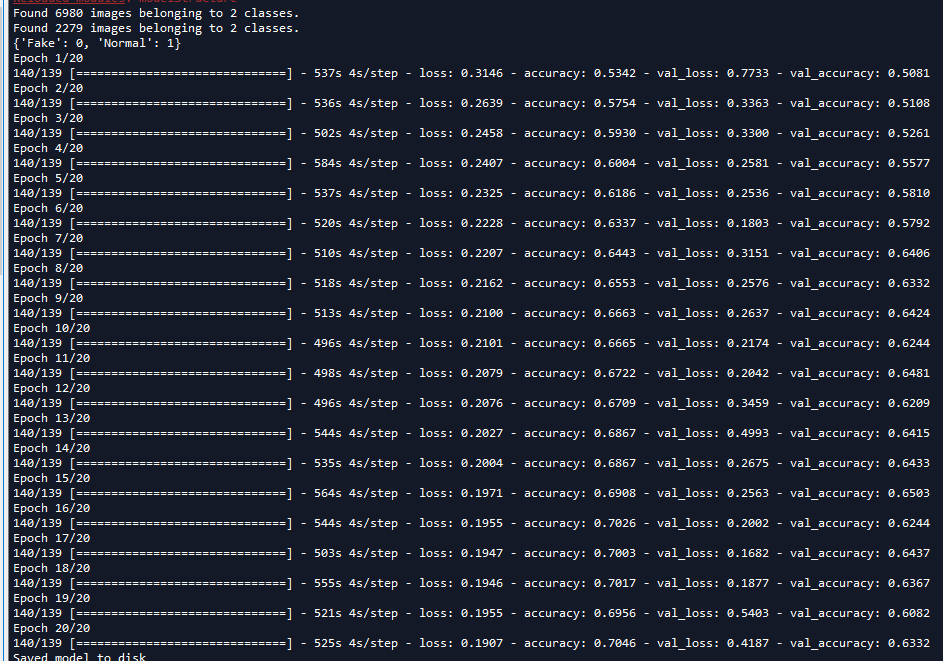 Reloaded modules: modelStructure
Found 6980 images belonging to 2 classes.
Found 2279 images belonging to 2 classes.
{'Fake': 0, 'Normal': 1}
Epoch 1/20
140/139 [==============================] - 537s 4s/step - loss: 0.3146 - accuracy: 0.5342 - val_loss: 0.7733 - val_accuracy: 0.5081
Epoch 2/20
140/139 [==============================] - 536s 4s/step - loss: 0.2639 - accuracy: 0.5754 - val_loss: 0.3363 - val_accuracy: 0.5108
Epoch 3/20
140/139 [==============================] - 502s 4s/step - loss: 0.2458 - accuracy: 0.5930 - val_loss: 0.3300 - val_accuracy: 0.5261
Epoch 4/20
140/139 [==============================] - 584s 4s/step - loss: 0.2407 - accuracy: 0.6004 - val_loss: 0.2581 - val_accuracy: 0.5577
Epoch 5/20
140/139 [==============================] - 537s 4s/step - loss: 0.2325 - accuracy: 0.6186 - val_loss: 0.2536 - val_accuracy: 0.5810
Epoch 6/20
140/139 [==============================] - 520s 4s/step - loss: 0.2228 - accuracy: 0.6337 - val_loss: 0.1803 - val_accuracy: 0.5792
Epoch 7/20
140/139 [==============================] - 510s 4s/step - loss: 0.2207 - accuracy: 0.6443 - val_loss: 0.3151 - val_accuracy: 0.6406
Epoch 8/20
140/139 [==============================] - 518s 4s/step - loss: 0.2162 - accuracy: 0.6553 - val_loss: 0.2576 - val_accuracy: 0.6332
Epoch 9/20
140/139 [==============================] - 513s 4s/step - loss: 0.2100 - accuracy: 0.6663 - val_loss: 0.2637 - val_accuracy: 0.6424
Epoch 10/20
140/139 [==============================] - 496s 4s/step - loss: 0.2101 - accuracy: 0.6665 - val_loss: 0.2174 - val_accuracy: 0.6244
Epoch 11/20
140/139 [==============================] - 498s 4s/step - loss: 0.2079 - accuracy: 0.6722 - val_loss: 0.2042 - val_accuracy: 0.6481
Epoch 12/20
140/139 [==============================] - 496s 4s/step - loss: 0.2076 - accuracy: 0.6709 - val_loss: 0.3459 - val_accuracy: 0.6209
Epoch 13/20
140/139 [==============================] - 544s 4s/step - loss: 0.2027 - accuracy: 0.6867 - val_loss: 0.4993 - val_accuracy: 0.6415
Epoch 14/20
140/139 [==============================] - 535s 4s/step - loss: 0.2004 - accuracy: 0.6867 - val_loss: 0.2675 - val_accuracy: 0.6433
Epoch 15/20
140/139 [==============================] - 564s 4s/step - loss: 0.1971 - accuracy: 0.6908 - val_loss: 0.2563 - val_accuracy: 0.6503
Epoch 16/20
140/139 [==============================] - 544s 4s/step - loss: 0.1955 - accuracy: 0.7026 - val_loss: 0.2002 - val_accuracy: 0.6244
Epoch 17/20
140/139 [==============================] - 503s 4s/step - loss: 0.1947 - accuracy: 0.7003 - val_loss: 0.1682 - val_accuracy: 0.6437
Epoch 18/20
140/139 [==============================] - 555s 4s/step - loss: 0.1946 - accuracy: 0.7017 - val_loss: 0.1877 - val_accuracy: 0.6367
Epoch 19/20
140/139 [==============================] - 521s 4s/step - loss: 0.1955 - accuracy: 0.6956 - val_loss: 0.5403 - val_accuracy: 0.6082
Epoch 20/20
140/139 [==============================] - 525s 4s/step - loss: 0.1907 - accuracy: 0.7046 - val_loss: 0.4187 - val_accuracy: 0.6332
Saved model to disk